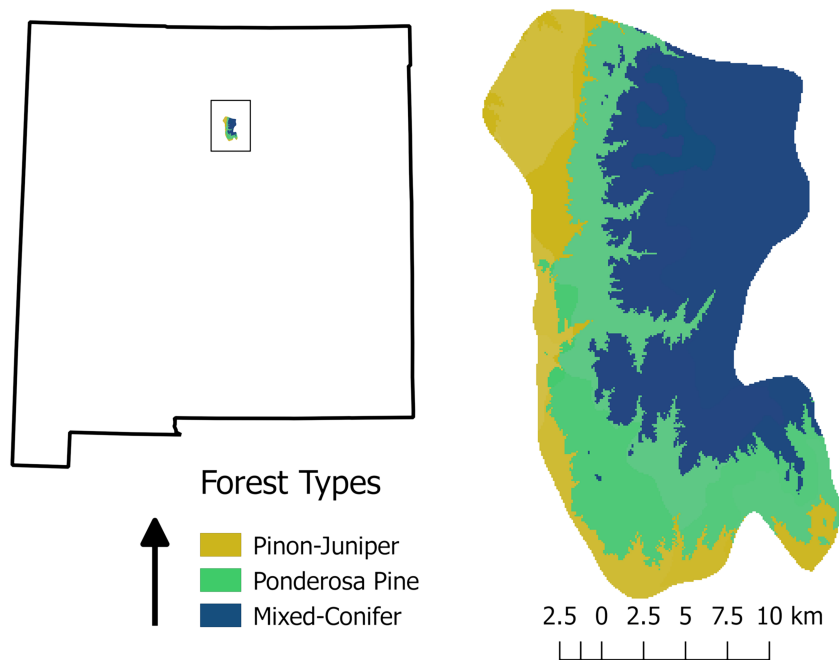 Forest Types
Pinon-Juniper
Ponderosa Pine
Mixed-Conifer
2.5 0 2.5 5 7.5 10 km